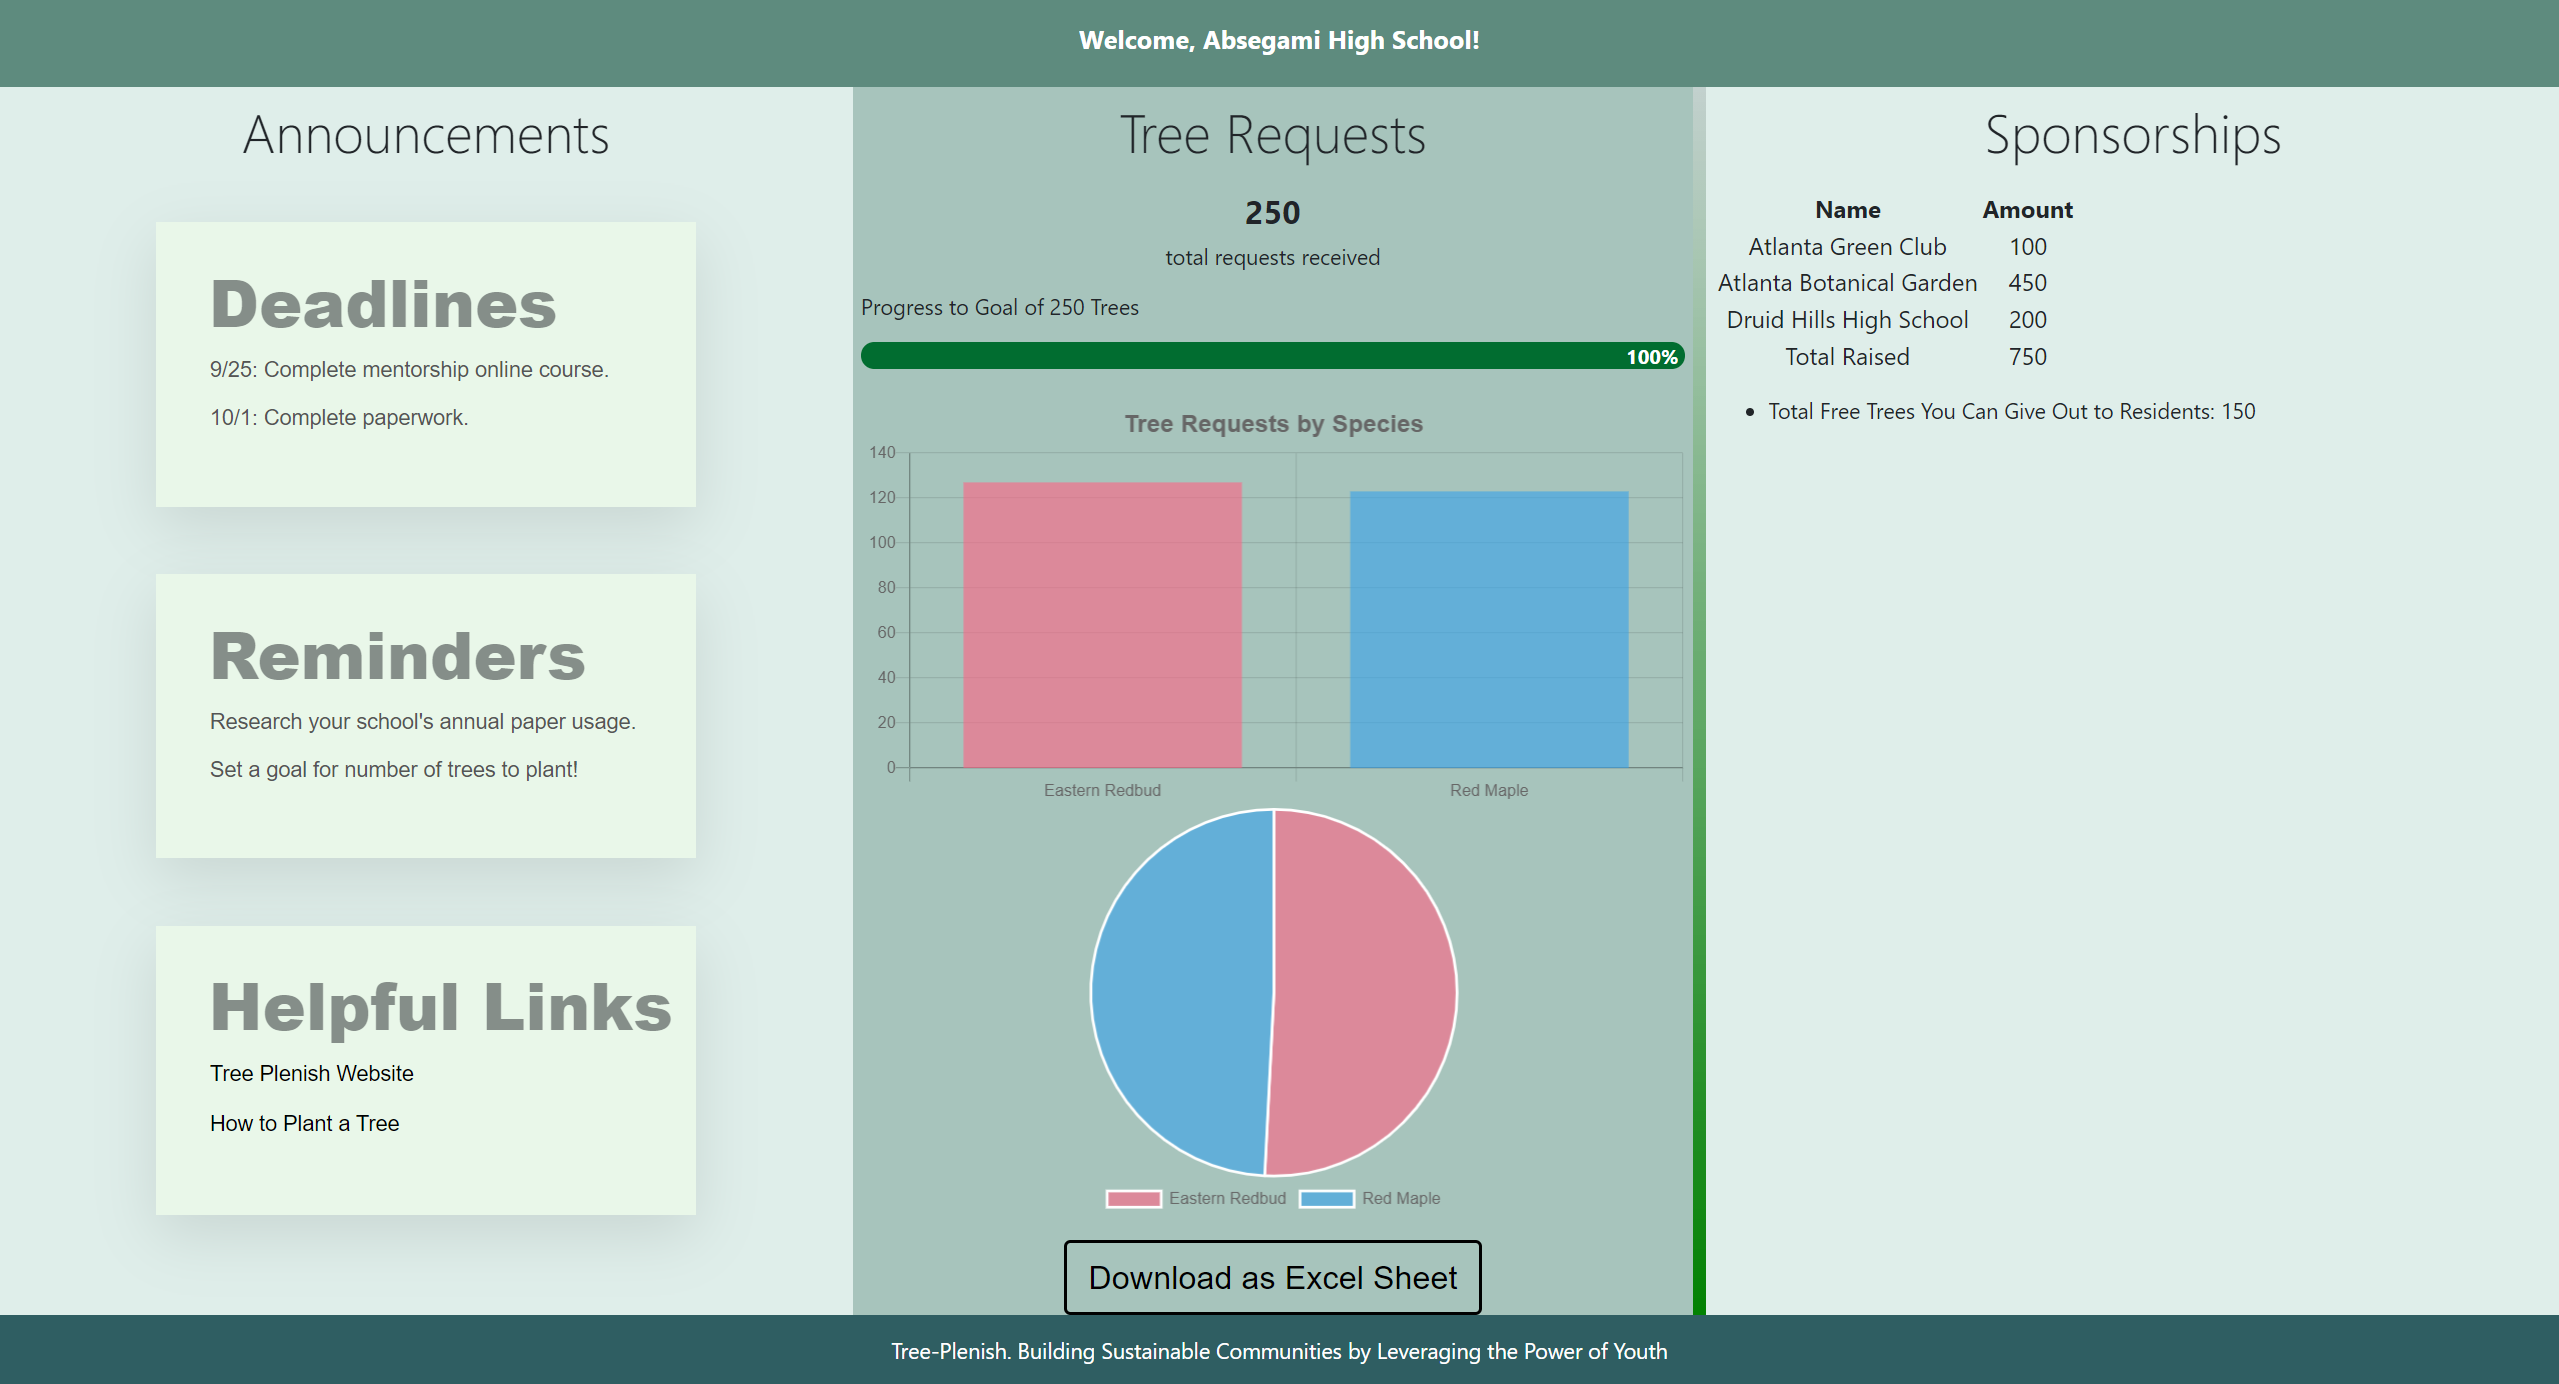 Welcome, Absegami High School!
Announcements
Deadlines
9/25: Complete mentorship online course.
10/1: Complete paperwork.
Reminders
Research your school's annual paper usage.
Set a goal for number of trees to plant!
Helpful Links
Tree Plenish Website
How to Plant a Tree
Tree Requests
250
total requests received
Progress to Goal of 250 Trees
100%
Tree Requests by Species
140
120
100
80
60
40
20
0
Eastern Redbud Red Maple
Eastern Redbud Red Maple
Download as Excel Sheet
Sponsorships
Name Amount
Atlanta Green Club 100
Atlanta Botanical Garden 450
Druid Hills High School 200
Total Raised 750
• Total Free Trees You Can Give Out to Residents: 150
Tree-Plenish. Building Sustainable Communities by Leveraging the Power of Youth